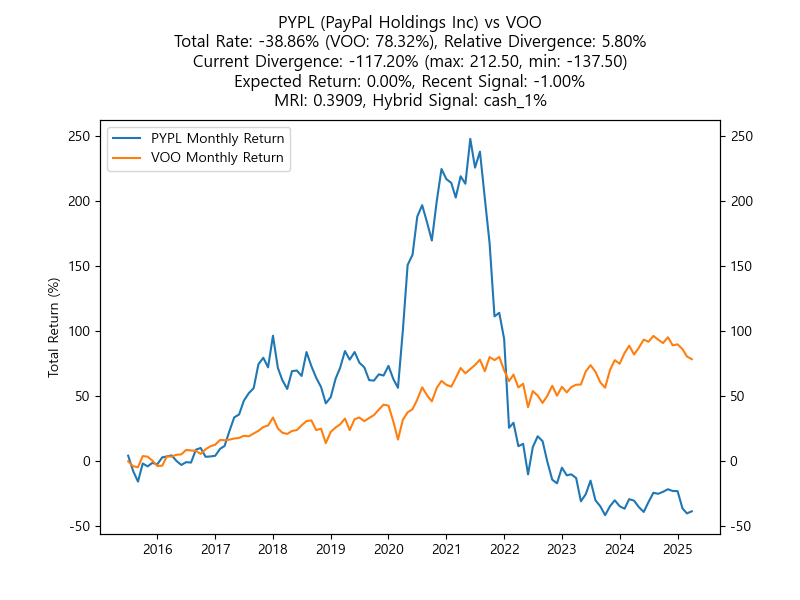 PYPL (PayPal Holdings Inc) vs VOO
Total Rate: -38.86% (VOO: 78.32%), Relative Divergence: 5.80%
Current Divergence: -117.20% (max: 212.50, min: -137.50)
Expected Return: 0.00%, Recent Signal: -1.00%
MRI: 0.3909, Hybrid Signal: cash_1%
PYPL Monthly Return
VOO Monthly Return
Total Return (%)
250
200
150
100
50
0
-50
250
200
150
100
50
0
-50
2016 2017 2018 2019 2020 2021 2022 2023 2024 2025